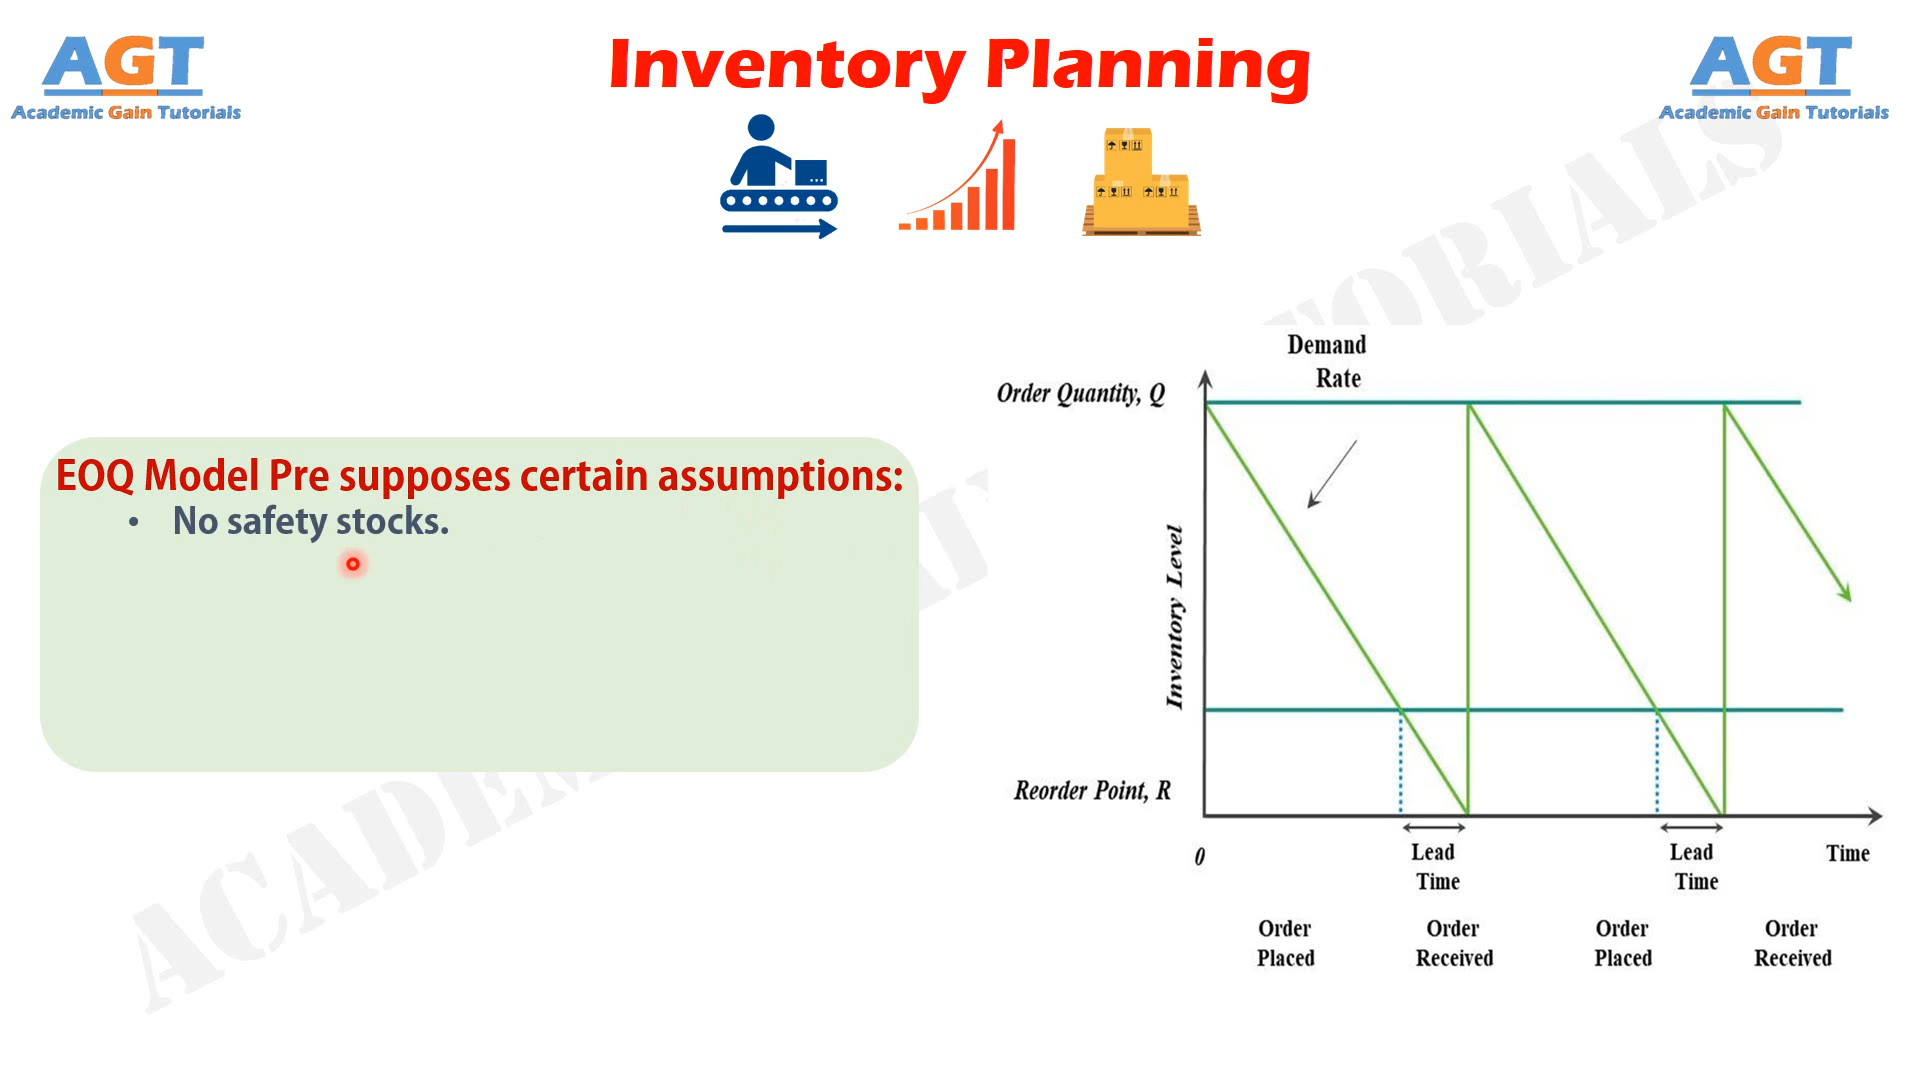 AGT
Academic Gain Tutorials
Inventory Planning
AGT
Academic Gain Tutorials
EOQ Model Pre supposes certain assumptions:
• No safety stocks.
Demand
Rate
Order Quantity, Q
Inventory Level
Reorder Point, R
0
Lead
Time
Lead
Time
Time
Order
Placed
Order
Received
Order
Placed
Order
Received